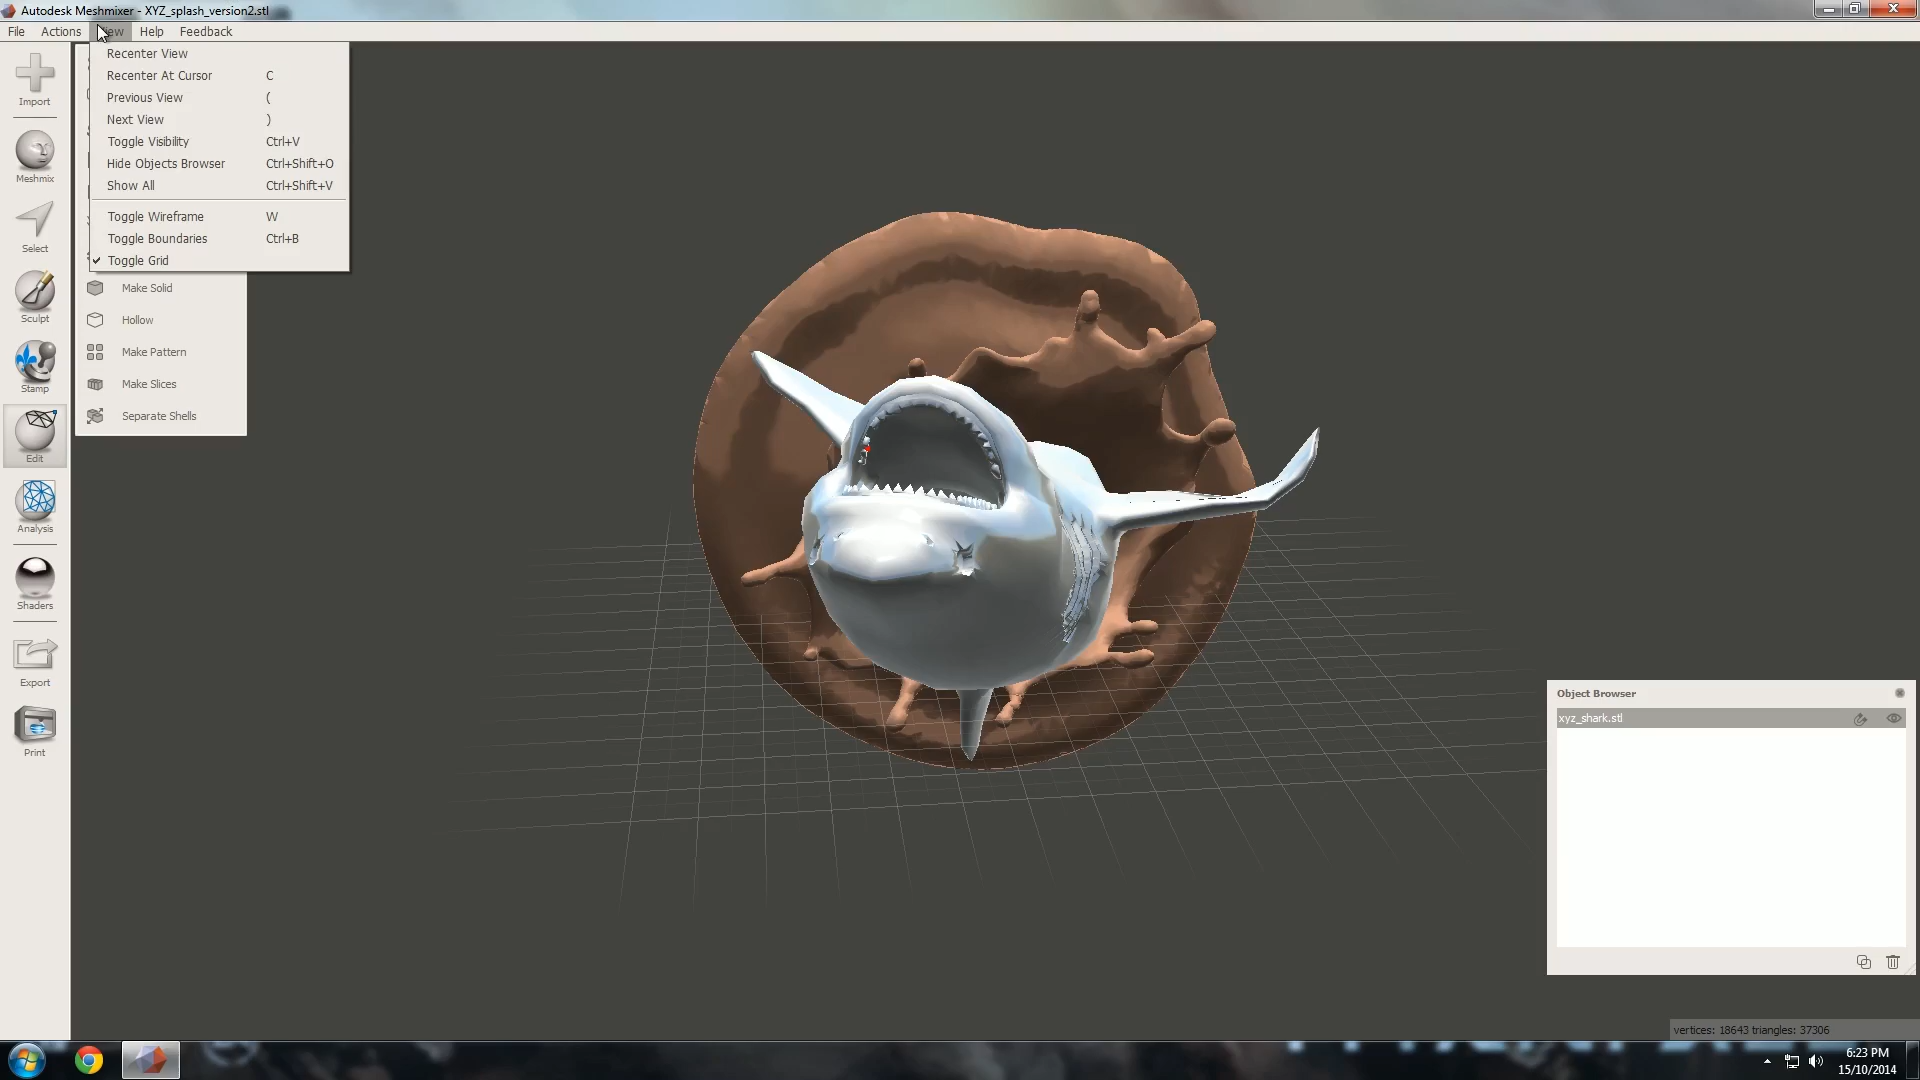 Autodesk Meshmixer - XYZ_splash_version2.stl
File Actions View Help Feedback
Recenter View
Recenter At Cursor C
Previous View (
Next View )
Toggle Visibility Ctrl+V
Hide Objects Browser Ctrl+Shift+O
Show All Ctrl+Shift+V
Toggle Wireframe W
Toggle Boundaries Ctrl+B
Toggle Grid
Make Solid
Hollow
Make Pattern
Make Slices
Separate Shells
Import
Meshmix
Select
Sculpt
Stamp
Edit
Analysis
Shaders
Export
Print
Object Browser
xyz_shark.stl
vertices: 18643 triangles: 37306
6:23 PM
15/10/2014